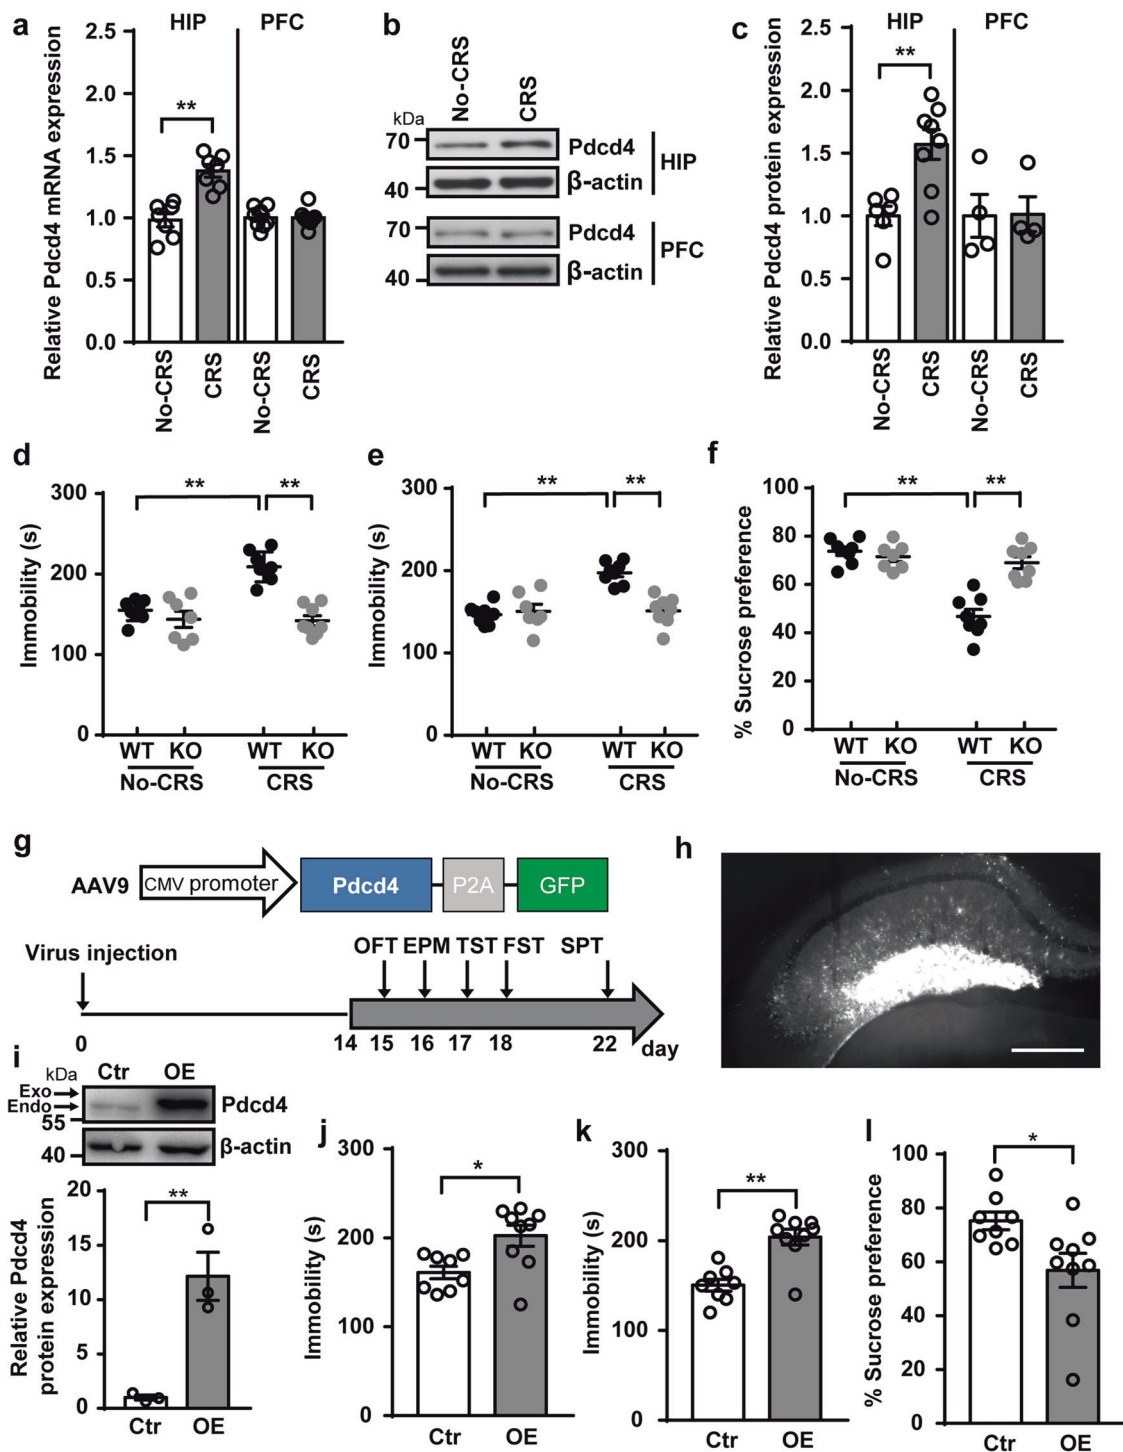 a
HIP
PFC
Relative Pdcd4 mRNA expression
2.5
2.0
1.5
1.0
0.5
0.0
**
No-CRS
CRS
No-CRS
CRS
b
No-CRS
CRS
kDa
70
Pdcd4
40
β-actin
HIP
70
Pdcd4
40
β-actin
PFC
c
HIP
PFC
Relative Pdcd4 protein expression
2.5
2.0
1.5
1.0
0.5
0.0
**
No-CRS
CRS
No-CRS
CRS
d
Immobility (s)
300
200
100
0
**
**
WT KO WT KO
No-CRS CRS
e
Immobility (s)
300
200
100
0
**
**
WT KO WT KO
No-CRS CRS
f
% Sucrose preference
100
80
60
40
20
0
**
**
WT KO WT KO
No-CRS CRS
g
AAV9 CMV promoter Pdcd4 P2A GFP
Virus injection
OFT EPM TST FST SPT
0 14 15 16 17 18 22 day
h
i
kDa Ctr OE
Exo
Endo
Pdcd4
55
40
β-actin
Relative Pdcd4
protein expression
20
15
10
5
0
**
Ctr OE
j
Immobility (s)
300
200
100
0
*
Ctr OE
k
Immobility (s)
300
200
100
0
**
Ctr OE
l
% Sucrose preference
100
80
60
40
20
0
*
Ctr OE